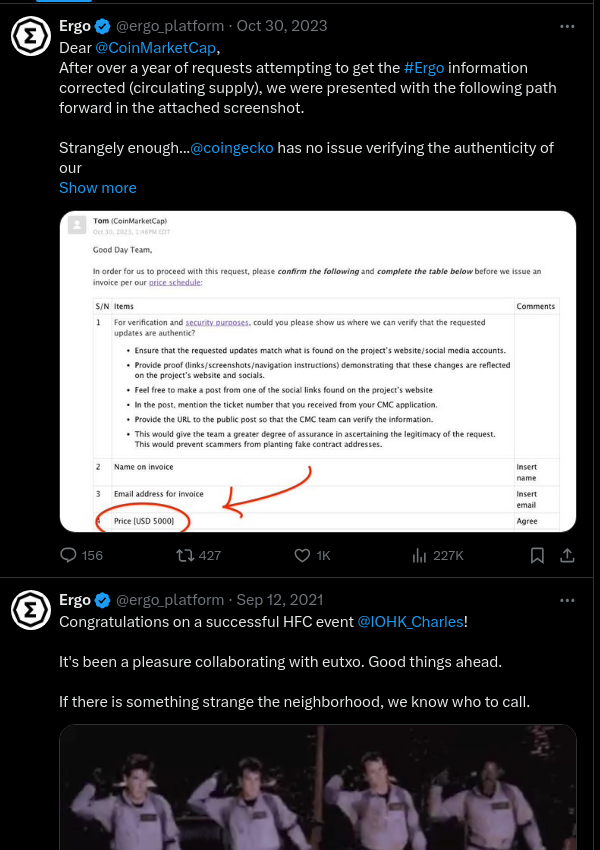 Ergo @ergo_platform · Oct 30, 2023
Dear @CoinMarketCap,
After over a year of requests attempting to get the #Ergo information
corrected (circulating supply), we were presented with the following path
forward in the attached screenshot.
Strangely enough...@coingecko has no issue verifying the authenticity of
our
Show more
Tom (CoinMarketCap)
Oct 30, 2023, 1:46PM EDT
Good Day Team,
In order for us to proceed with this request, please confirm the following and complete the table below before we issue an
invoice per our price schedule:
S/N Items Comments
1 For verification and security purposes, could you please show us where we can verify that the requested
updates are authentic?
• Ensure that the requested updates match what is found on the project's website/social media accounts.
• Provide proof (links/screenshots/navigation instructions) demonstrating that these changes are reflected
on the project's website and socials.
• Feel free to make a post from one of the social links found on the project's website
• In the post, mention the ticket number that you received from your CMC application.
• Provide the URL to the public post so that the CMC team can verify the information.
• This would give the team a greater degree of assurance in ascertaining the legitimacy of the request.
This would prevent scammers from planting fake contract addresses.
2 Name on invoice Insert
name
3 Email address for invoice Insert
email
4 Price (USD 5000) Agree
156 427 1K 227K
Ergo @ergo_platform · Sep 12, 2021
Congratulations on a successful HFC event @IOHK_Charles!
It's been a pleasure collaborating with eutxo. Good things ahead.
If there is something strange the neighborhood, we know who to call.